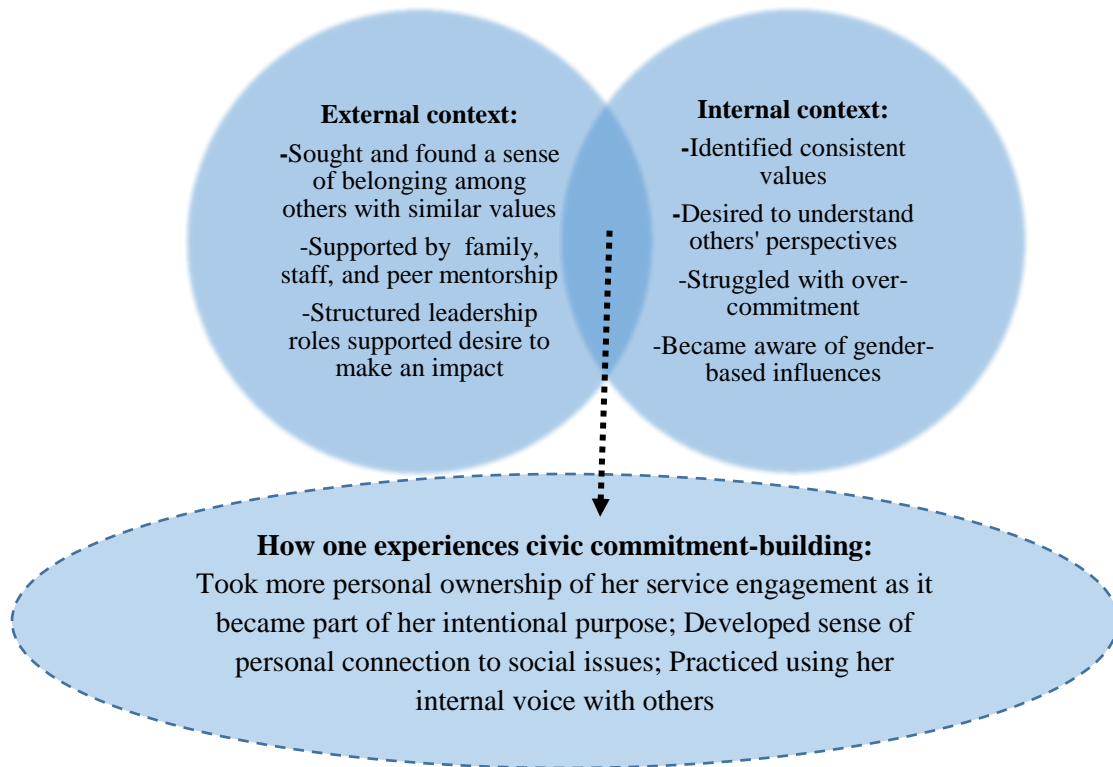 External context:
-Sought and found a sense
of belonging among
others with similar values
-Supported by family,
staff, and peer mentorship
-Structured leadership
roles supported desire to
make an impact
Internal context:
-Identified consistent
values
-Desired to understand
others' perspectives
-Struggled with over-
commitment
-Became aware of gender-
based influences
How one experiences civic commitment-building:
Took more personal ownership of her service engagement as it
became part of her intentional purpose; Developed sense of
personal connection to social issues; Practiced using her
internal voice with others